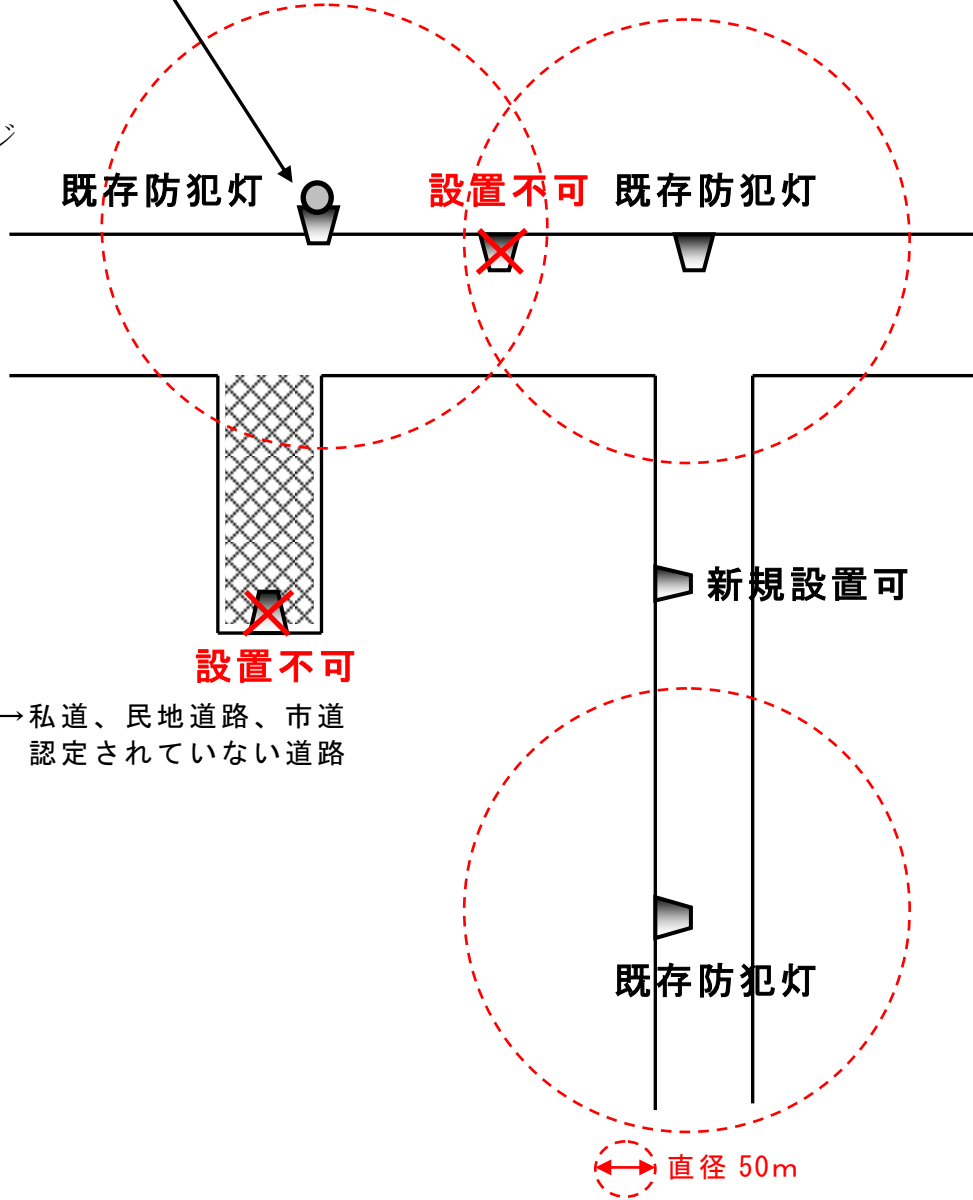 ジ
既存防犯灯
設置不可
既存防犯灯
新規設置可
設置不可
→私道、民地道路、市道
認定されていない道路
既存防犯灯
直径 50m